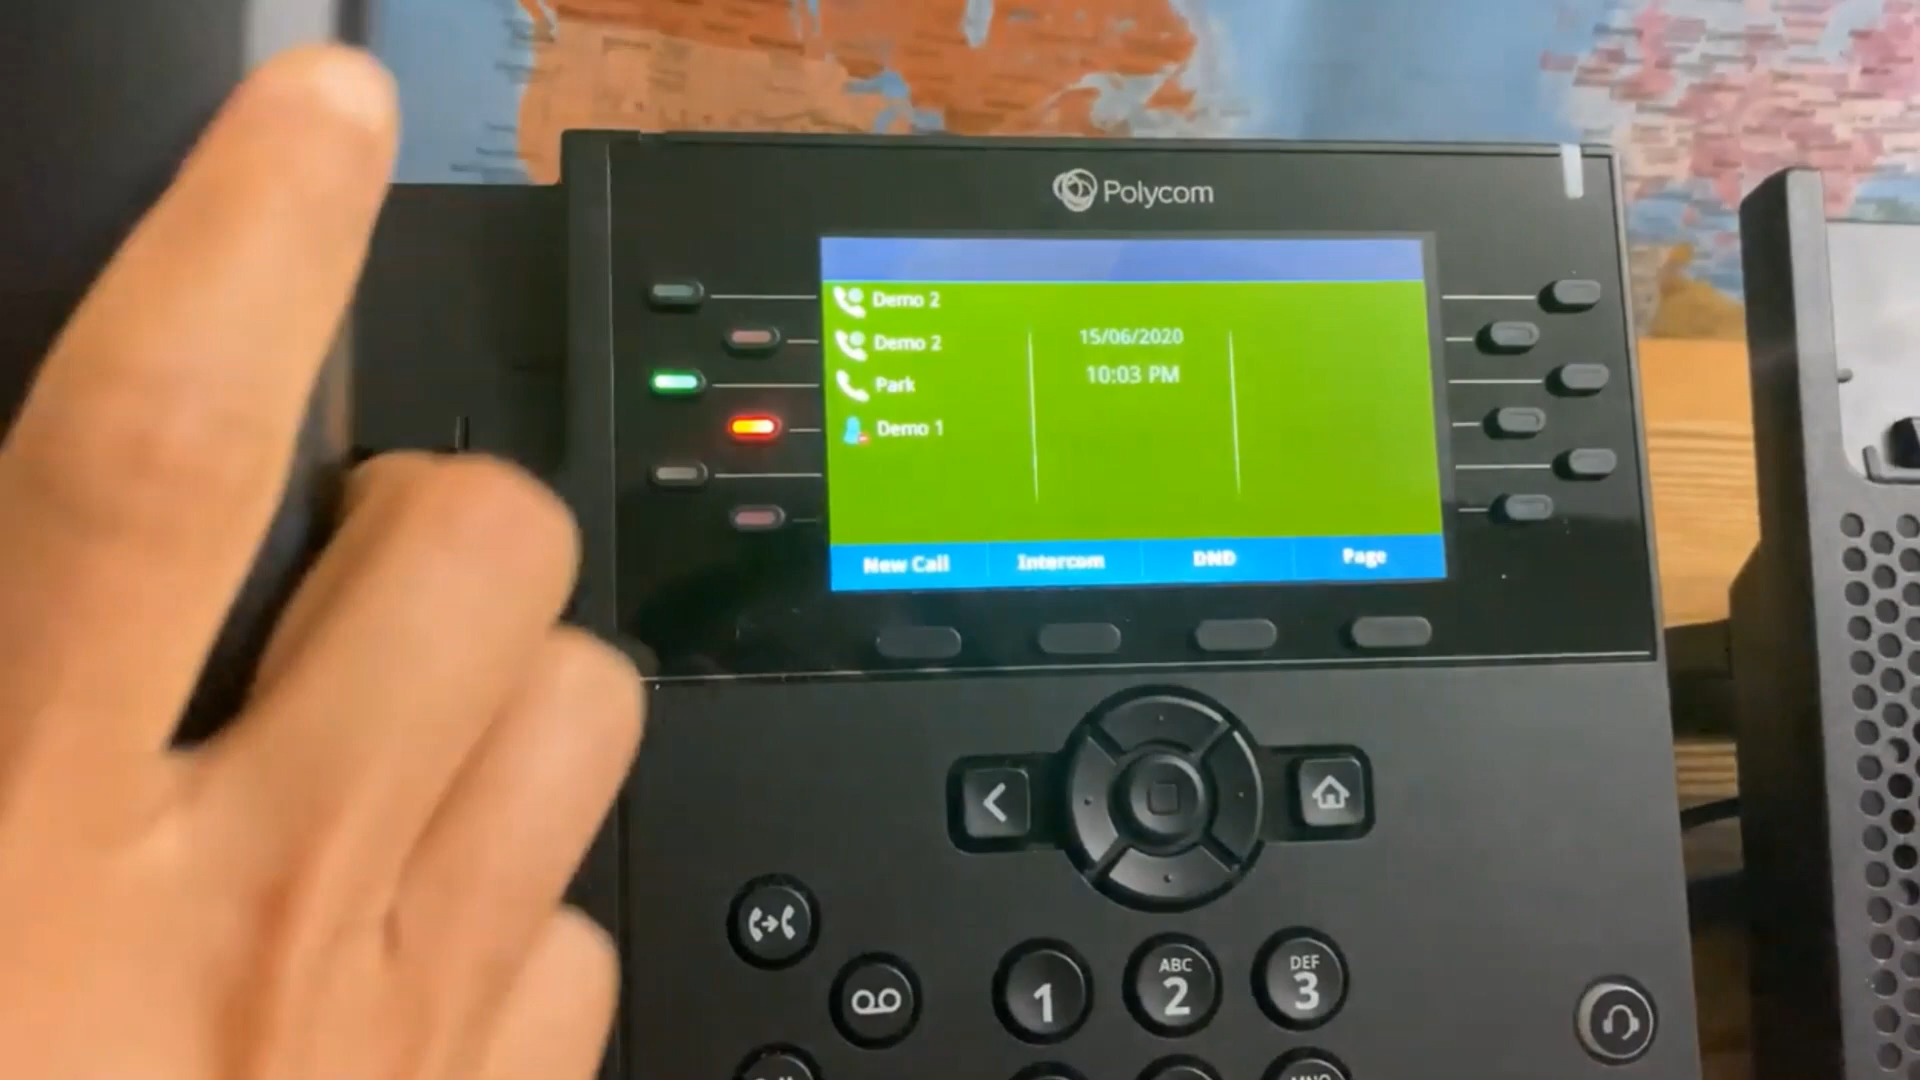 Polycom
Demo 2
Demo 2
15/06/2020
Park
10:03 PM
Demo 1
New Call
Intercom
DND
Page
1
ABC
2
DEF
3